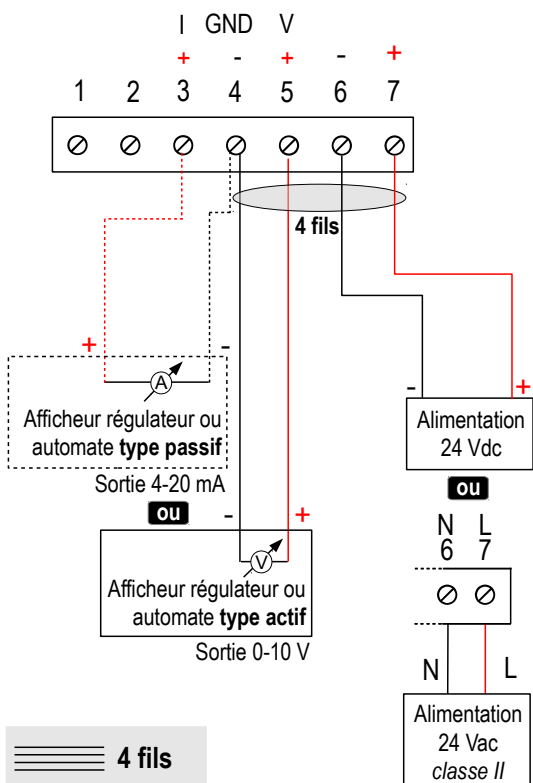 I GND V
+ - + - +
1 2 3 4 5 6 7
4 fils
+ -
A
Afficheur régulateur ou
automate type passif
Sortie 4-20 mA
ou
- +
V
Afficheur régulateur ou
automate type actif
Sortie 0-10 V
- +
Alimentation
24 Vdc
ou
N L
6 7
N L
Alimentation
24 Vac
classe II
4 fils